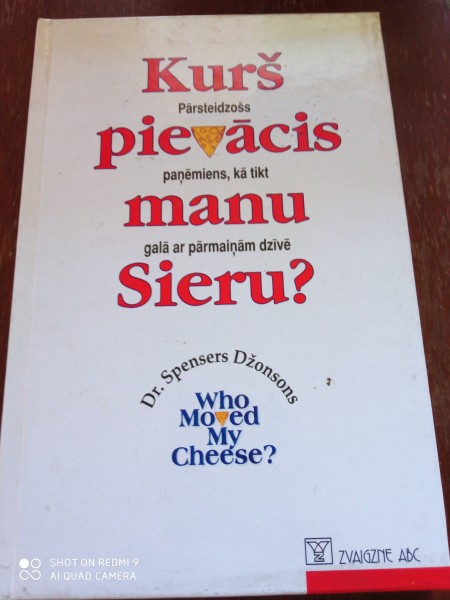 Kurš
Pārsteidzošs
pievācis
paņēmiens, kā tikt
manu
galā ar pārmaiņām dzīvē
Sieru?
Dr. Spensers Džonsons
Who
Moved
My
Cheese?
ZVAIGZNE ABC
SHOT ON REDMI 9
AI QUAD CAMERA